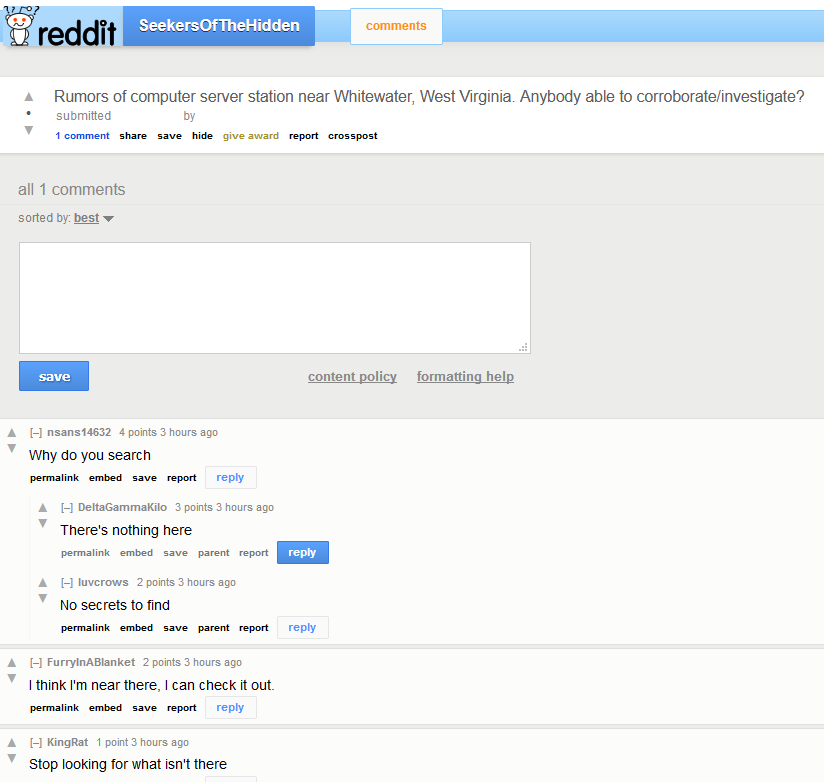 reddit SeekersOfTheHidden comments
Rumors of computer server station near Whitewater, West Virginia. Anybody able to corroborate/investigate?
submitted by
1 comment share save hide give award report crosspost
all 1 comments
sorted by: best
save content policy formatting help
[–] nsans14632 4 points 3 hours ago
Why do you search
permalink embed save report reply
[–] DeltaGammaKilo 3 points 3 hours ago
There's nothing here
permalink embed save parent report reply
[–] luvcrows 2 points 3 hours ago
No secrets to find
permalink embed save parent report reply
[–] FurryInABlanket 2 points 3 hours ago
I think I'm near there, I can check it out.
permalink embed save report reply
[–] KingRat 1 point 3 hours ago
Stop looking for what isn't there